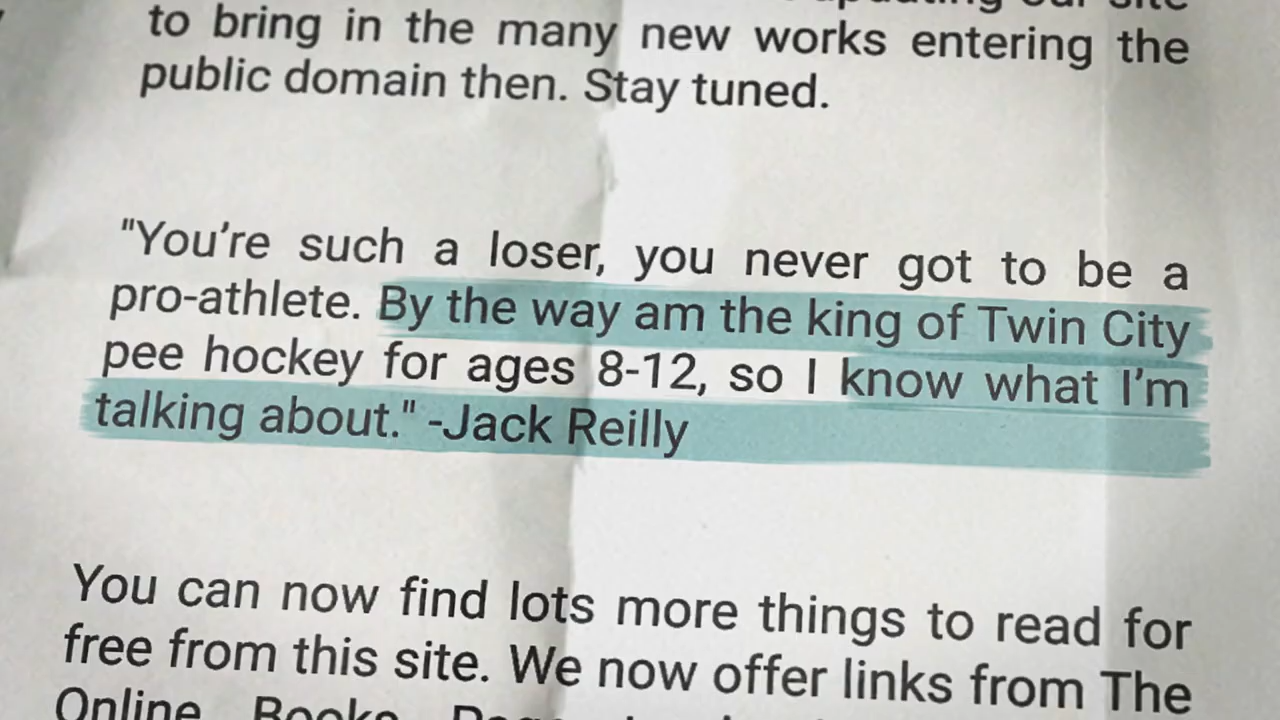 to bring in the many new works entering the
public domain then. Stay tuned.
"You're such a loser, you never got to be a
pro-athlete. By the way am the king of Twin City
pee hockey for ages 8-12, so I know what I'm
talking about." -Jack Reilly
You can now find lots more things to read for
free from this site. We now offer links from The
Online Books